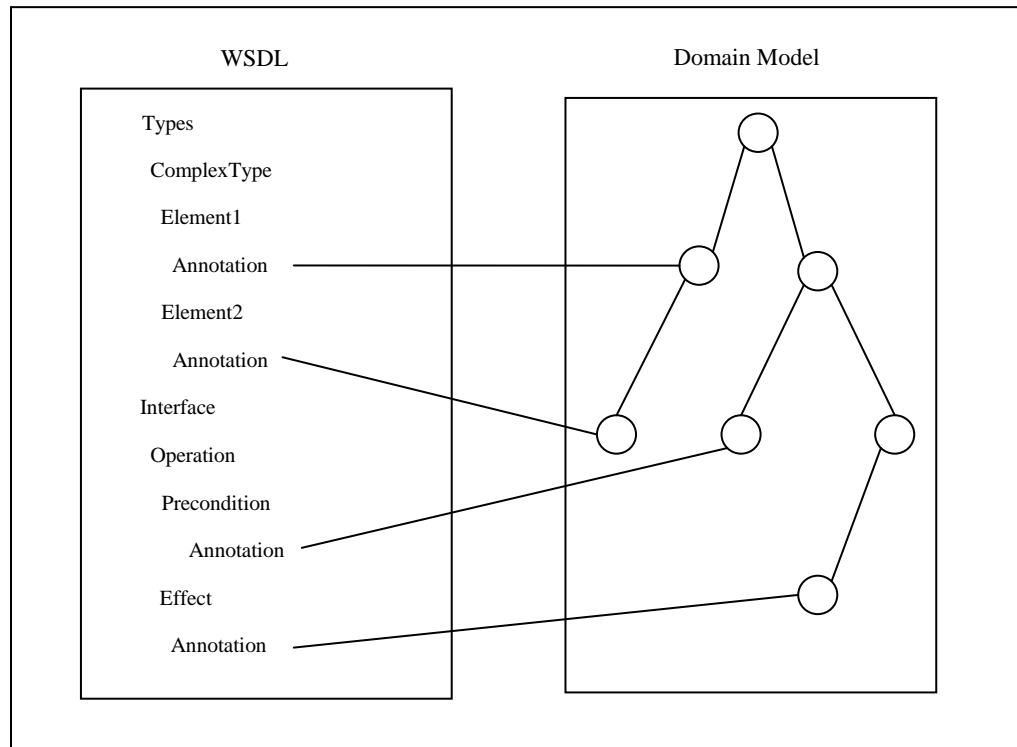 WSDL
Domain Model
Types
ComplexType
Element1
Annotation
Element2
Annotation
Interface
Operation
Precondition
Annotation
Effect
Annotation